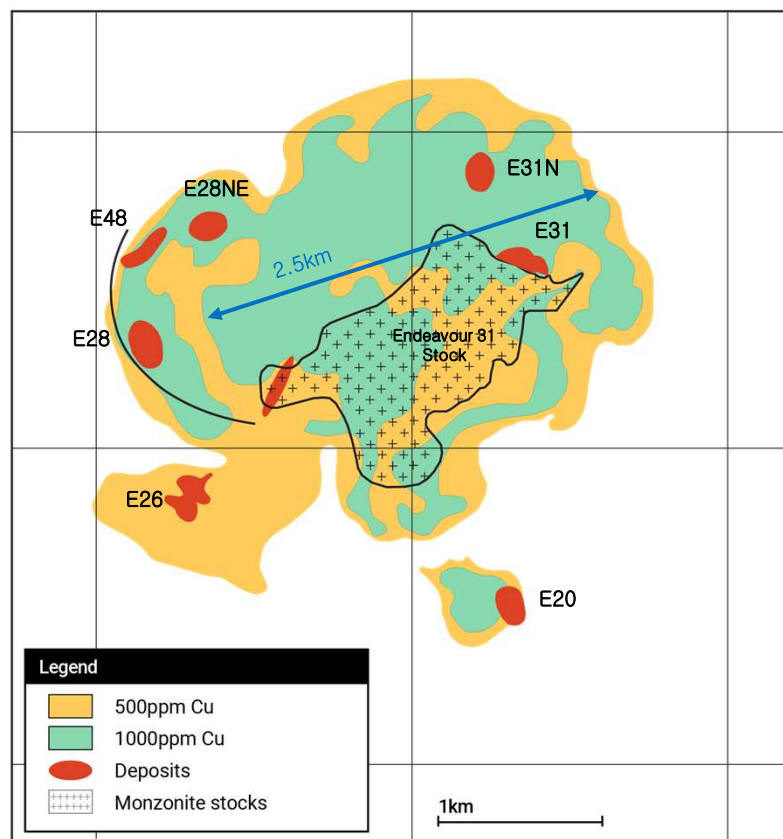 E31N
E28NE
E48
E31
2.5km
E28
Endeavour 31
Stock
E26
E20
Legend
500ppm Cu
1000ppm Cu
Deposits
Monzonite stocks
1km